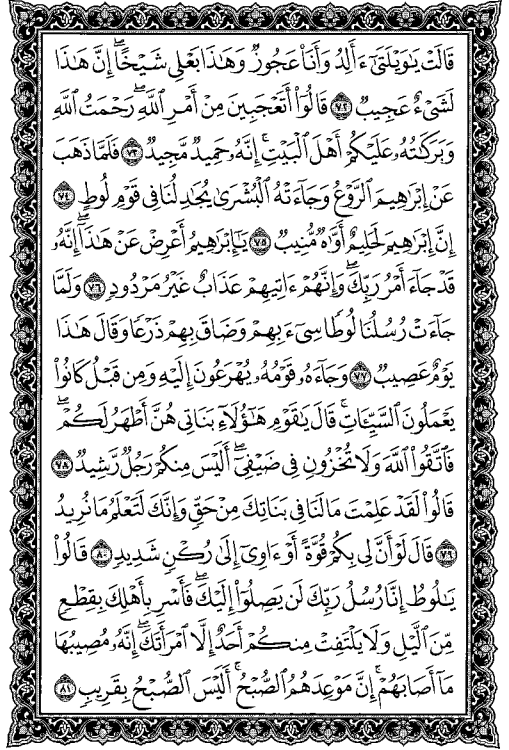 قَالَتْ يَٰوَيْلَتَىٰٓ ءَأَلِدُ وَأَنَا۠ عَجُوزٌ وَهَٰذَا بَعْلِى شَيْخًا ۖ إِنَّ هَٰذَا
لَشَىْءٌ عَجِيبٌ ٧٢ قَالُوٓا۟ أَتَعْجَبِينَ مِنْ أَمْرِ ٱللَّهِ ۖ رَحْمَتُ ٱللَّهِ
وَبَرَكَٰتُهُۥ عَلَيْكُمْ أَهْلَ ٱلْبَيْتِ ۚ إِنَّهُۥ حَمِيدٌ مَّجِيدٌ ٧٣ فَلَمَّا ذَهَبَ
عَنْ إِبْرَٰهِيمَ ٱلرَّوْعُ وَجَآءَتْهُ ٱلْبُشْرَىٰ يُجَٰدِلُنَا فِى قَوْمِ لُوطٍ ٧٤
إِنَّ إِبْرَٰهِيمَ لَحَلِيمٌ أَوَّٰهٌ مُّنِيبٌ ٧٥ يَٰٓإِبْرَٰهِيمُ أَعْرِضْ عَنْ هَٰذَآ ۖ إِنَّهُۥ
قَدْ جَآءَ أَمْرُ رَبِّكَ ۖ وَإِنَّهُمْ ءَاتِيهِمْ عَذَابٌ غَيْرُ مَرْدُودٍ ٧٦ وَلَمَّا
جَآءَتْ رُسُلُنَا لُوطًا سِىٓءَ بِهِمْ وَضَاقَ بِهِمْ ذَرْعًا وَقَالَ هَٰذَا
يَوْمٌ عَصِيبٌ ٧٧ وَجَآءَهُۥ قَوْمُهُۥ يُهْرَعُونَ إِلَيْهِ وَمِن قَبْلُ كَانُوا۟
يَعْمَلُونَ ٱلسَّيِّـَٔاتِ ۚ قَالَ يَٰقَوْمِ هَٰٓؤُلَآءِ بَنَاتِى هُنَّ أَطْهَرُ لَكُمْ ۖ
فَٱتَّقُوا۟ ٱللَّهَ وَلَا تُخْزُونِ فِى ضَيْفِىٓ ۖ أَلَيْسَ مِنكُمْ رَجُلٌ رَّشِيدٌ ٧٨
قَالُوا۟ لَقَدْ عَلِمْتَ مَا لَنَا فِى بَنَاتِكَ مِنْ حَقٍّ وَإِنَّكَ لَتَعْلَمُ مَا نُرِيدُ
٧٩ قَالَ لَوْ أَنَّ لِى بِكُمْ قُوَّةً أَوْ ءَاوِىٓ إِلَىٰ رُكْنٍ شَدِيدٍ ٨٠ قَالُوا۟
يَٰلُوطُ إِنَّا رُسُلُ رَبِّكَ لَن يَصِلُوٓا۟ إِلَيْكَ ۖ فَأَسْرِ بِأَهْلِكَ بِقِطْعٍ
مِّنَ ٱلَّيْلِ وَلَا يَلْتَفِتْ مِنكُمْ أَحَدٌ إِلَّا ٱمْرَأَتَكَ ۖ إِنَّهُۥ مُصِيبُهَا
مَآ أَصَابَهُمْ ۚ إِنَّ مَوْعِدَهُمُ ٱلصُّبْحُ ۚ أَلَيْسَ ٱلصُّبْحُ بِقَرِيبٍ ٨١